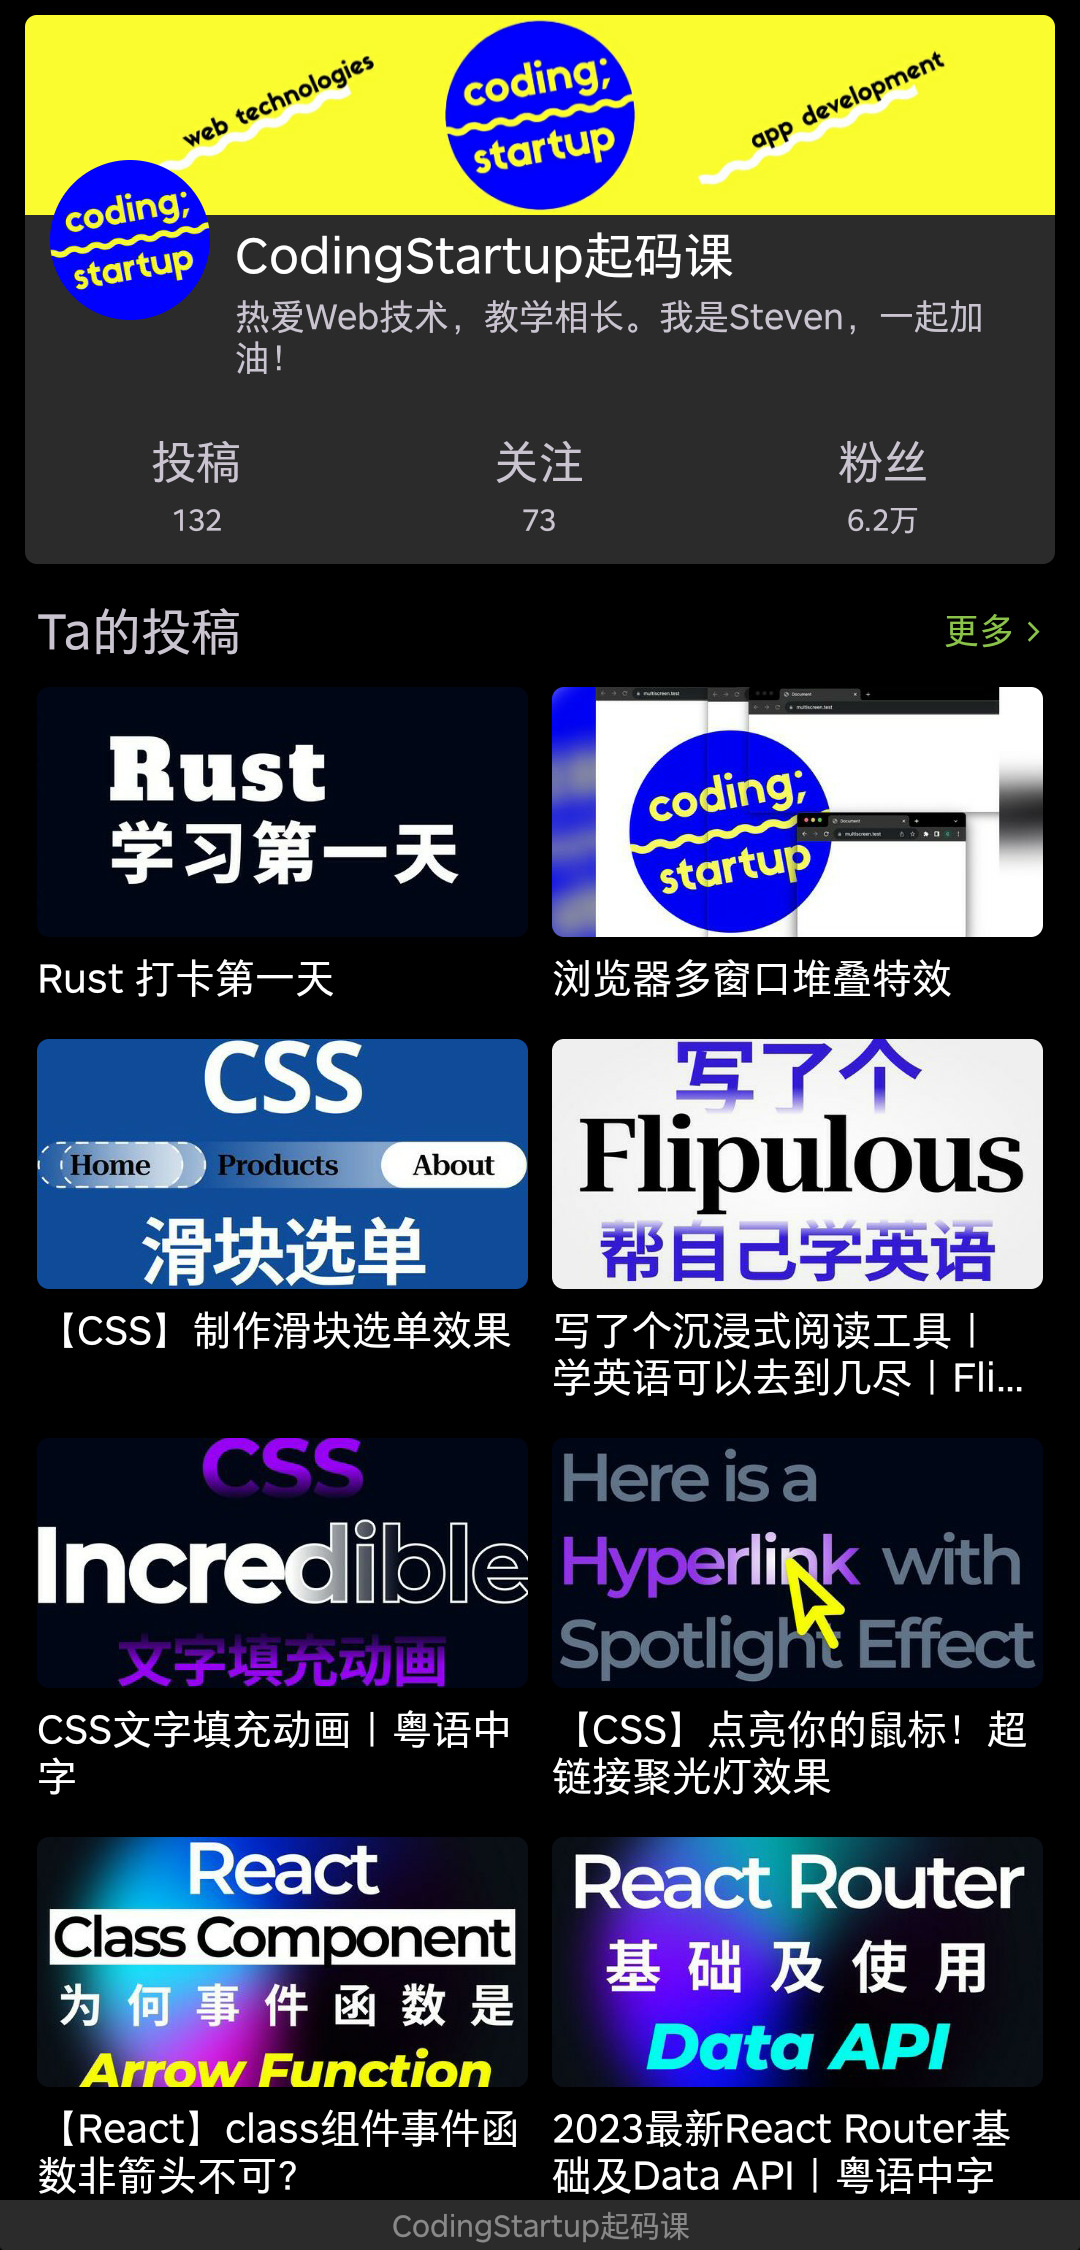 web technologies
coding;
startup
app development
coding;
startup
CodingStartup起码课
热爱Web技术，教学相长。我是Steven，一起加
油！
投稿
关注
粉丝
132
73
6.2万
Ta的投稿
更多
Rust
学习第一天
multiscreen.test
Document
multiscreen.test
coding;
startup
Document
multiscreen.test
Rust 打卡第一天
浏览器多窗口堆叠特效
CSS
Home
Products
About
滑块选单
写了个
Flipulous
帮自己学英语
【CSS】制作滑块选单效果
写了个沉浸式阅读工具丨
学英语可以去到几尽丨Fli...
CSS
Incredible
文字填充动画
Here is a
Hyperlink with
Spotlight Effect
CSS文字填充动画丨粤语中
字
【CSS】点亮你的鼠标！超
链接聚光灯效果
React
Class Component
为何事件函数是
Arrow Function
React Router
基础及使用
Data API
【React】class组件事件函
数非箭头不可？
2023最新React Router基
础及Data API丨粤语中字
CodingStartup起码课